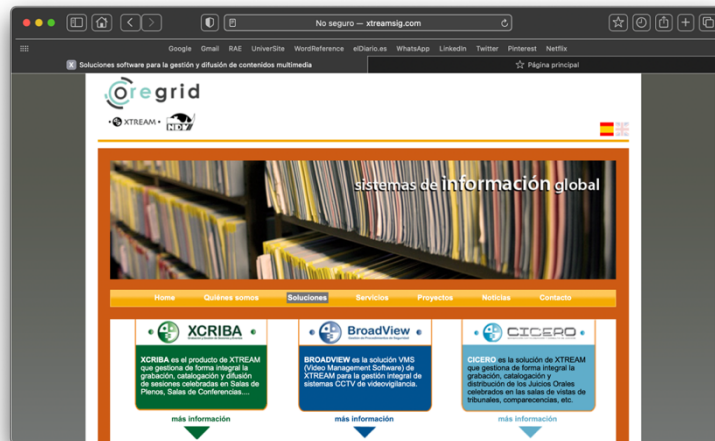 No seguro — xtreamsig.com
Google Gmail RAE UniverSite WordReference elDiario.es WhatsApp LinkedIn Twitter Pinterest Netflix
X Soluciones software para la gestión y difusión de contenidos multimedia
Página principal
Oregrid
XTREAM • HDV
sistemas de información global
Home Quiénes somos Soluciones Servicios Proyectos Noticias Contacto
XCRIBA
BroadView
CICERO
XCRIBA es el producto de XTREAM
que gestiona de forma integral la
grabación, catalogación y difusión
de sesiones celebradas en Salas de
Plenos, Salas de Conferencias....
más información
BROADVIEW es la solución VMS
(Video Management Software) de
XTREAM para la gestión integral de
sistemas CCTV de videovigilancia.
más información
CICERO es la solución de XTREAM
que gestiona de forma integral la
grabación, catalogación y
distribución de los Juicios Orales
celebrados en las salas de vistas de
tribunales, comparecencias, etc.
más información